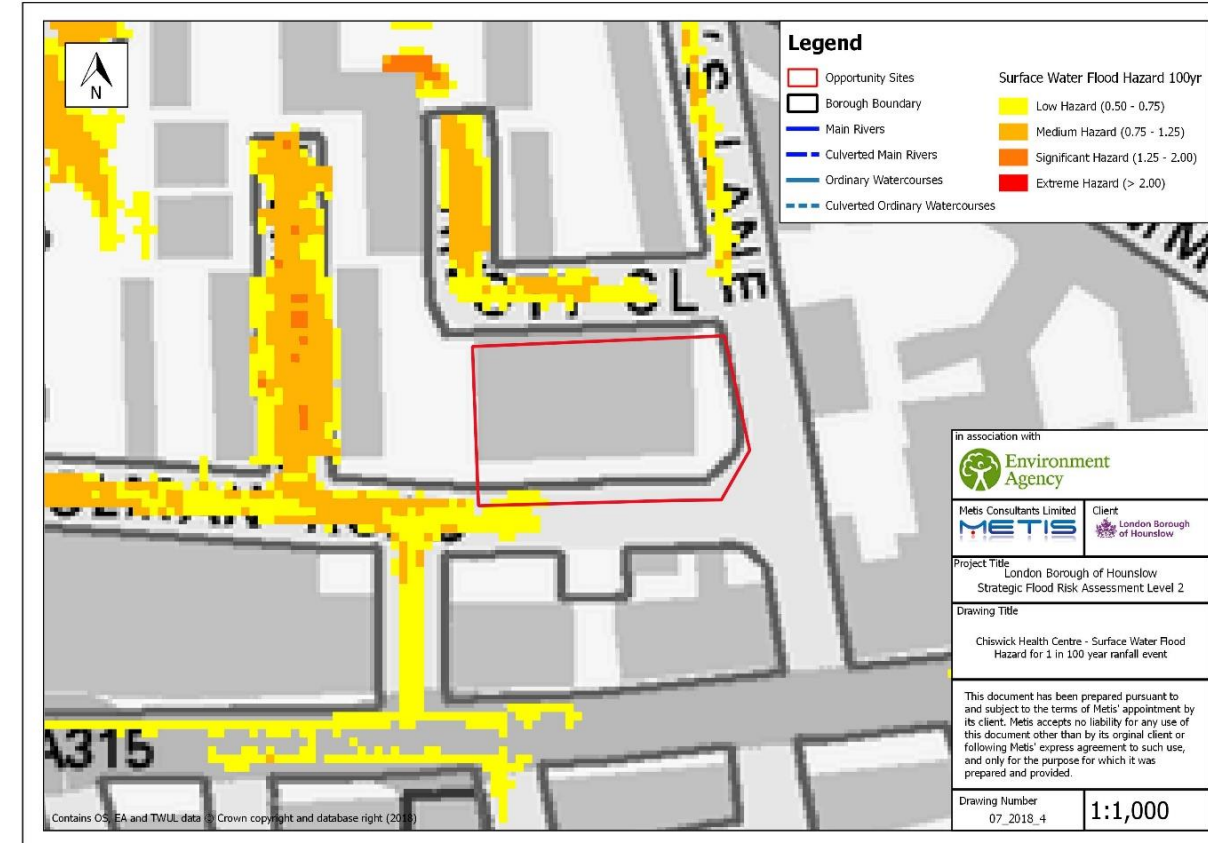 N
Legend
Opportunity Sites
Borough Boundary
Main Rivers
Culverted Main Rivers
Ordinary Watercourses
Culverted Ordinary Watercourses
Surface Water Flood Hazard 100yr
Low Hazard (0.50 - 0.75)
Medium Hazard (0.75 - 1.25)
Significant Hazard (1.25 - 2.00)
Extreme Hazard (> 2.00)
'S LANE
CL
A315
in association with
Environment
Agency
Metis Consultants Limited
METIS
Client
London Borough
of Hounslow
Project Title
London Borough of Hounslow
Strategic Flood Risk Assessment Level 2
Drawing Title
Chiswick Health Centre - Surface Water Flood
Hazard for 1 in 100 year ranfall event
This document has been prepared pursuant to
and subject to the terms of Metis' appointment by
its client. Metis accepts no liability for any use of
this document other than by its orginal client or
following Metis' express agreement to such use,
and only for the purpose for which it was
prepared and provided.
Drawing Number
07_2018_4
1:1,000
Contains OS, EA and TWUL data © Crown copyright and database right (2018)